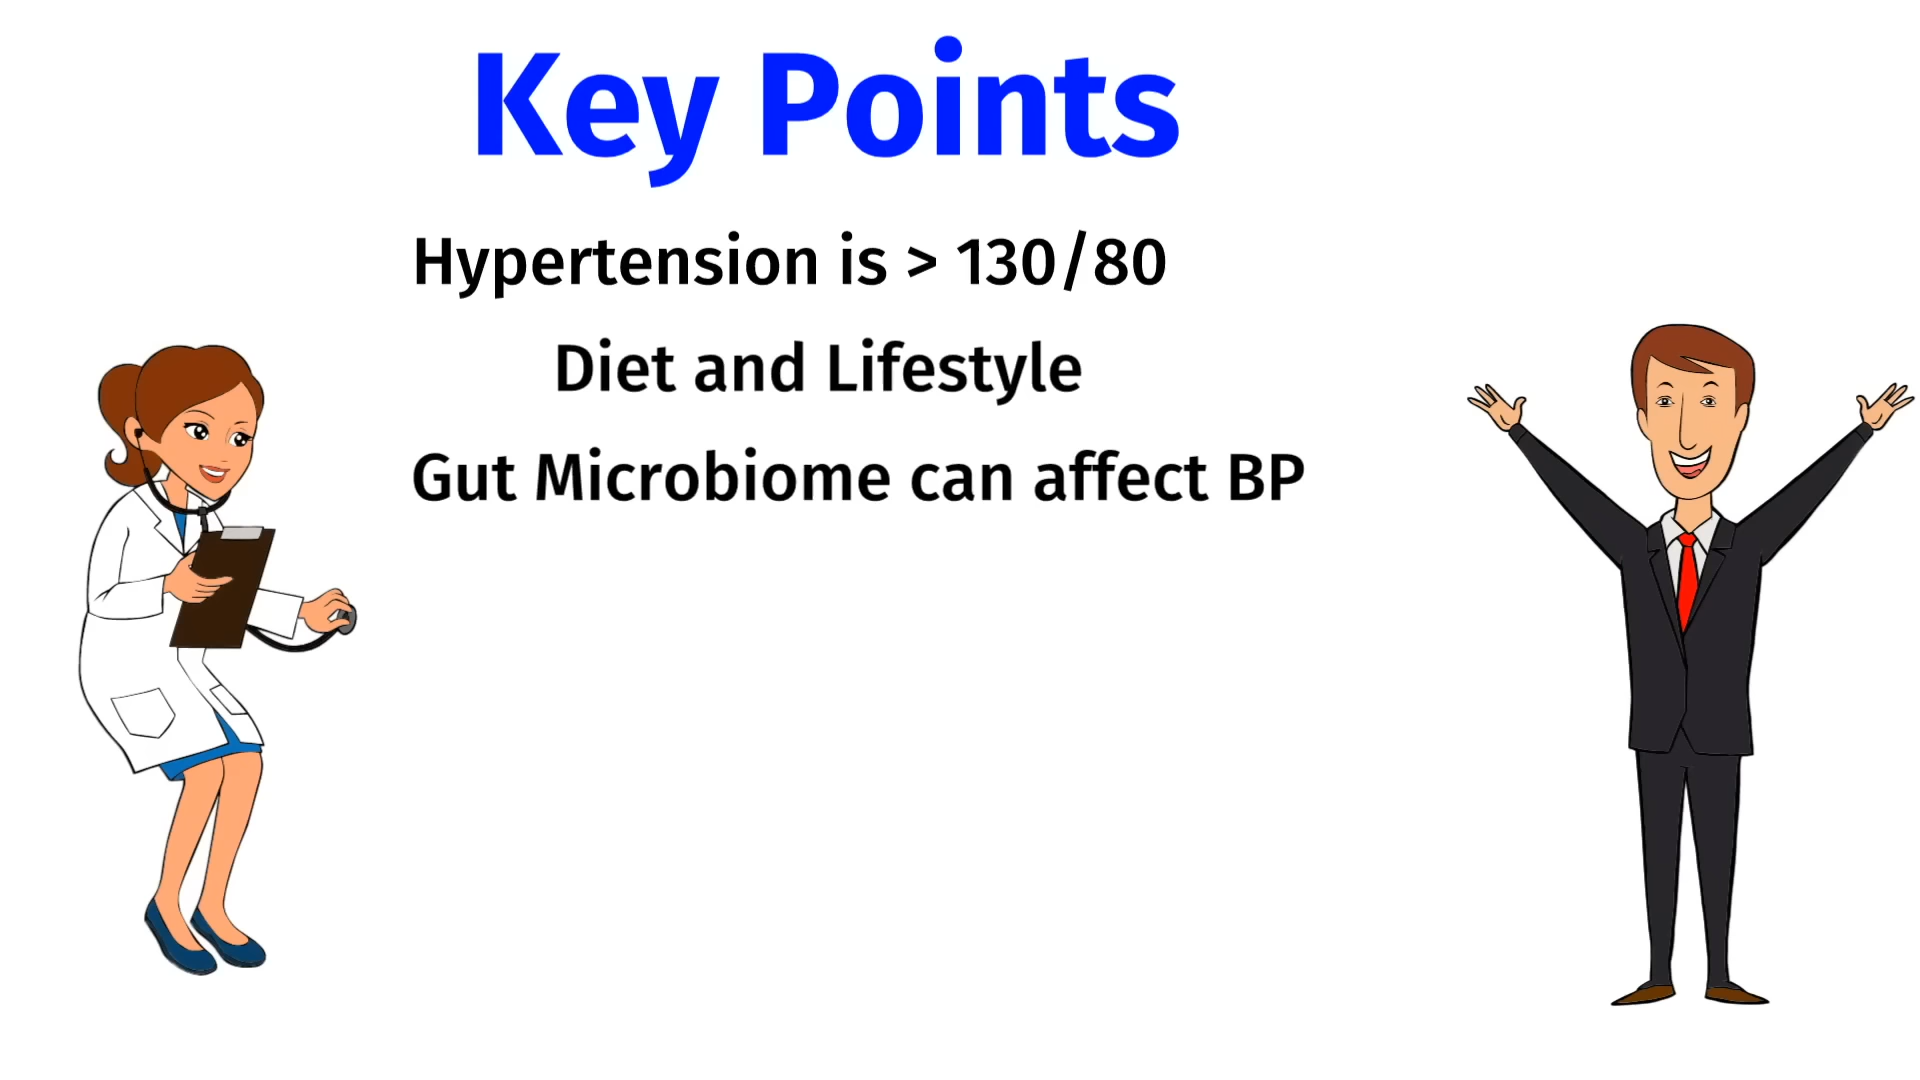 Key Points
Hypertension is > 130/80
Diet and Lifestyle
Gut Microbiome can affect BP